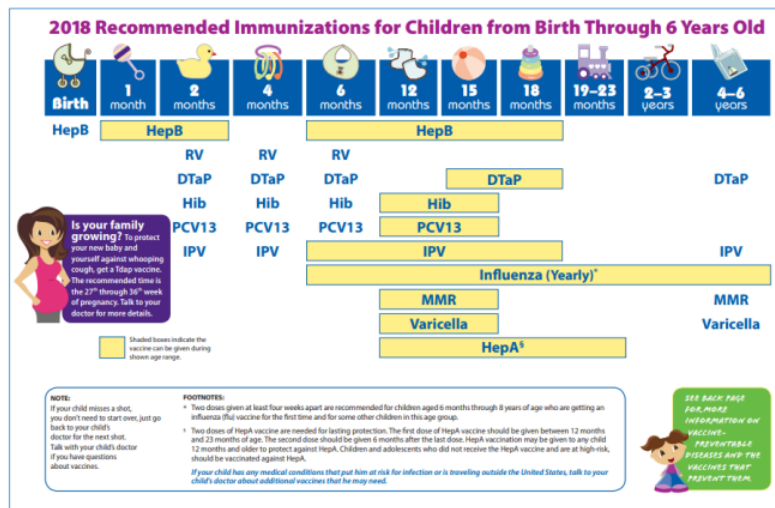 2018 Recommended Immunizations for Children from Birth Through 6 Years Old
Birth
1
month
2
months
4
months
6
months
12
months
15
months
18
months
19–23
months
2–3
years
4–6
years
HepB HepB HepB
RV RV RV
DTaP DTaP DTaP DTaP DTaP
Hib Hib Hib Hib
PCV13 PCV13 PCV13 PCV13
IPV IPV IPV IPV
Influenza (Yearly)*
MMR MMR
Varicella Varicella
HepA§
Is your family
growing? To protect
your new baby and
yourself against whooping
cough, get a Tdap vaccine.
The recommended time is
the 27th through 36th week
of pregnancy. Talk to your
doctor for more details.
Shaded boxes indicate the
vaccine can be given during
shown age range.
NOTE:
If your child misses a shot,
you don't need to start over, just go
back to your child's
doctor for the next shot.
Talk with your child's doctor
if you have questions
about vaccines.
FOOTNOTES:
* Two doses given at least four weeks apart are recommended for children aged 6 months through 8 years of age who are getting an
influenza (flu) vaccine for the first time and for some other children in this age group.
§ Two doses of HepA vaccine are needed for lasting protection. The first dose of HepA vaccine should be given between 12 months
and 23 months of age. The second dose should be given 6 months after the last dose. HepA vaccination may be given to any child
12 months and older to protect against HepA. Children and adolescents who did not receive the HepA vaccine and are at high-risk,
should be vaccinated against HepA.
If your child has any medical conditions that put him at risk for infection or is traveling outside the United States, talk to your
child's doctor about additional vaccines that he may need.
SEE BACK PAGE
FOR MORE
INFORMATION ON
VACCINE-
PREVENTABLE
DISEASES AND THE
VACCINES THAT
PREVENT THEM.